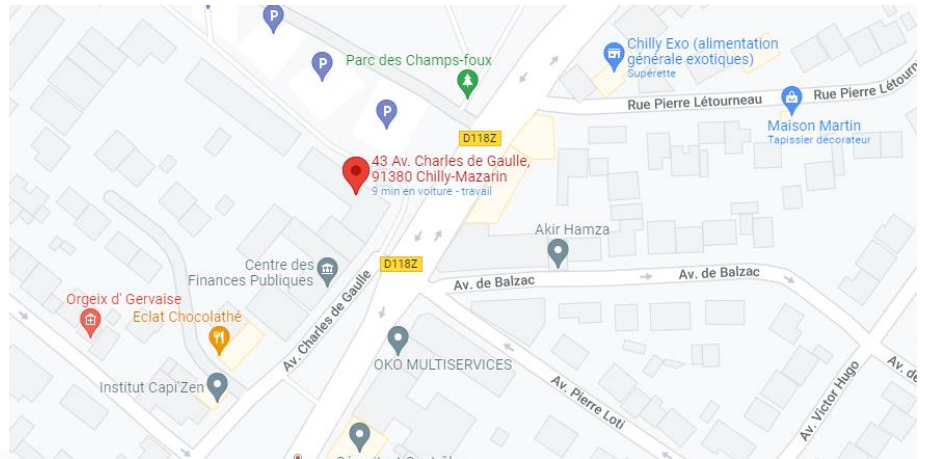 P
P
P
Parc des Champs-foux
Chilly Exo (alimentation
générale exotiques)
Supérette
Rue Pierre Létourneau
Rue Pierre Létourn
Maison Martin
Tapissier décorateur
D118Z
43 Av. Charles de Gaulle,
91380 Chilly-Mazarin
9 min en voiture - travail
Akir Hamza
Centre des
Finances Publiques
D118Z
Av. de Balzac
Av. de Balzac
Orgeix d' Gervaise
Eclat Chocolathé
Av. Charles de Gaulle
OKO MULTISERVICES
Institut Capi'Zen
Av. Pierre Loti
Av. Victor Hugo
Av. de